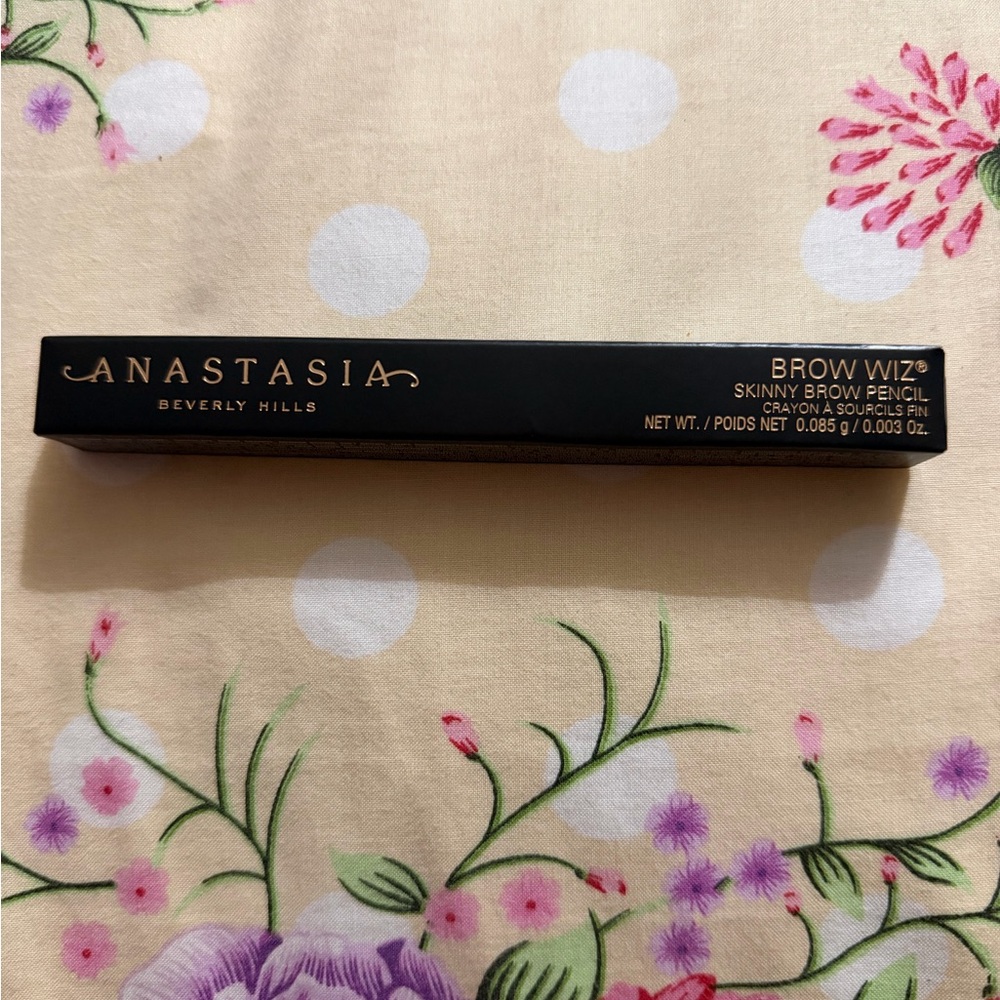 ANASTASIA
BEVERLY HILLS
BROW WIZ®
SKINNY BROW PENCIL
CRAYON À SOURCILS FIN
NET WT. / POIDS NET 0.085 g / 0.003 Oz.